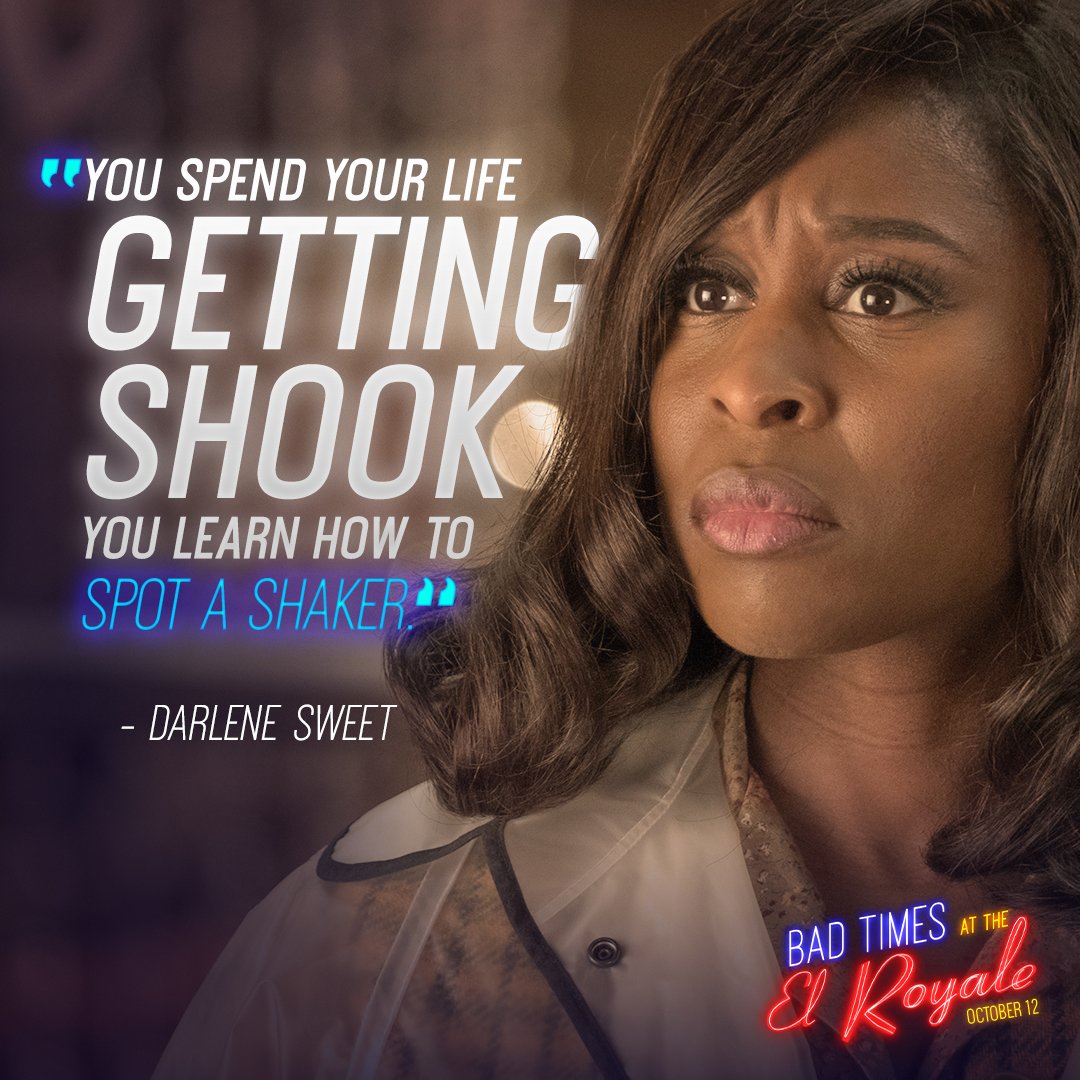 "YOU SPEND YOUR LIFE
GETTING
SHOOK
YOU LEARN HOW TO
SPOT A SHAKER."
- DARLENE SWEET
BAD TIMES AT THE
El Royale
OCTOBER 12